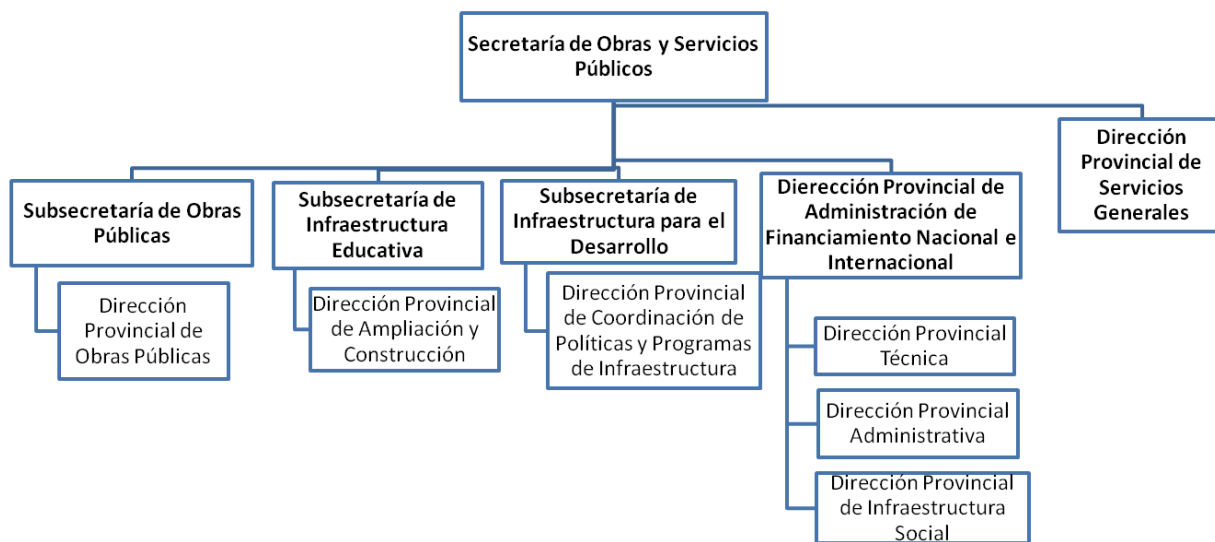 Secretaría de Obras y Servicios
Públicos
Dirección
Provincial de
Servicios
Generales
Subsecretaría de Obras
Públicas
Subsecretaría de
Infraestructura
Educativa
Subsecretaría de
Infraestructura para el
Desarrollo
Dierección Provincial de
Administración de
Financiamiento Nacional e
Internacional
Dirección
Provincial de
Obras Públicas
Dirección Provincial
de Ampliación y
Construcción
Dirección Provincial
de Coordinación de
Políticas y Programas
de Infraestructura
Dirección Provincial
Técnica
Dirección Provincial
Administrativa
Dirección Provincial
de Infraestructura
Social